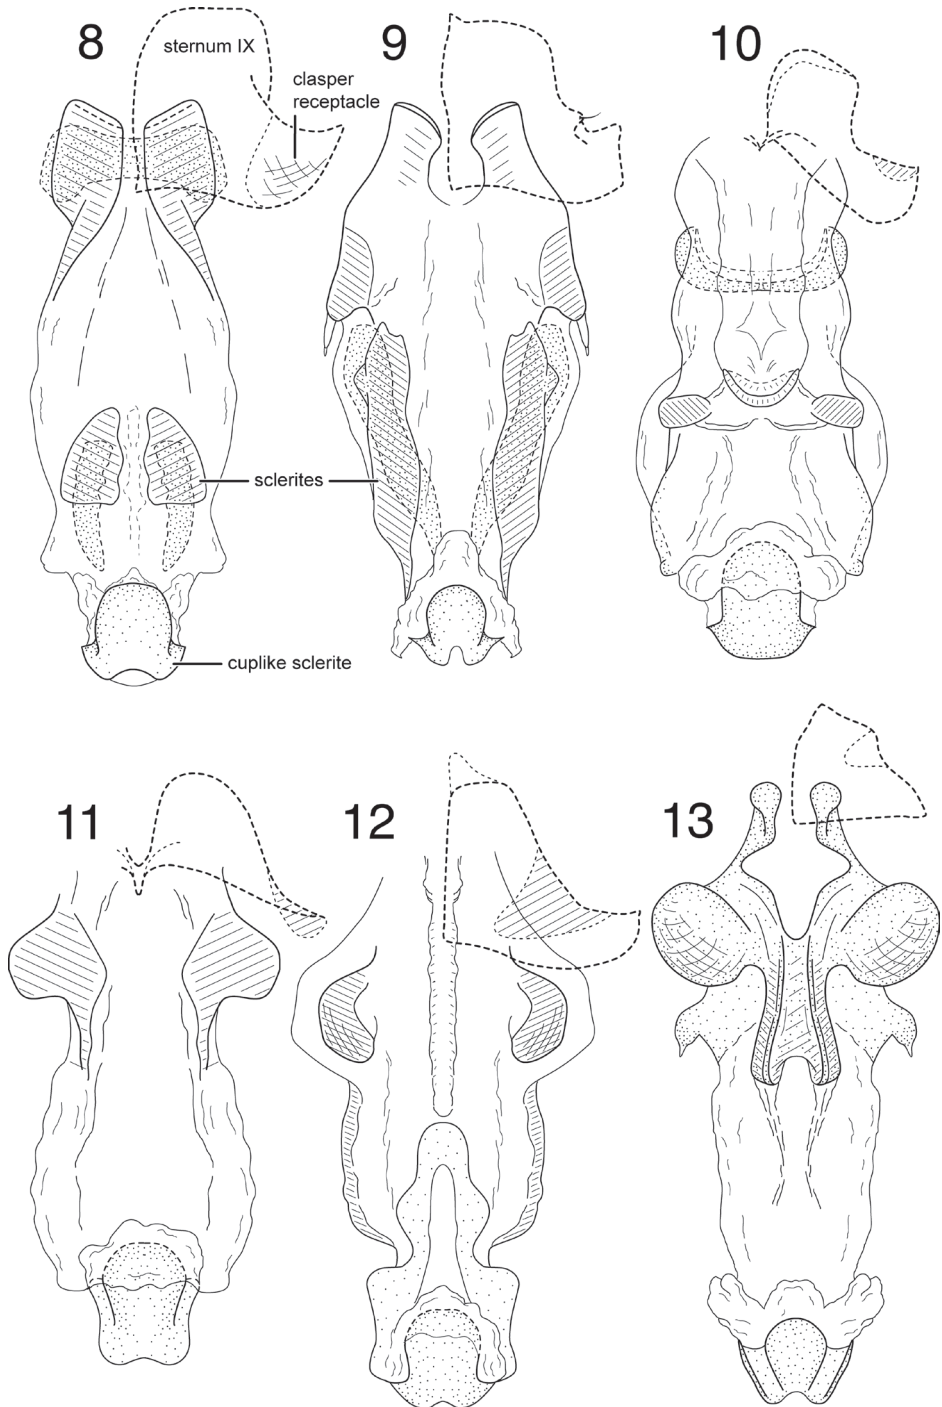 8
sternum IX
clasper
receptacle
9
10
sclerites
cuplike sclerite
11
12
13